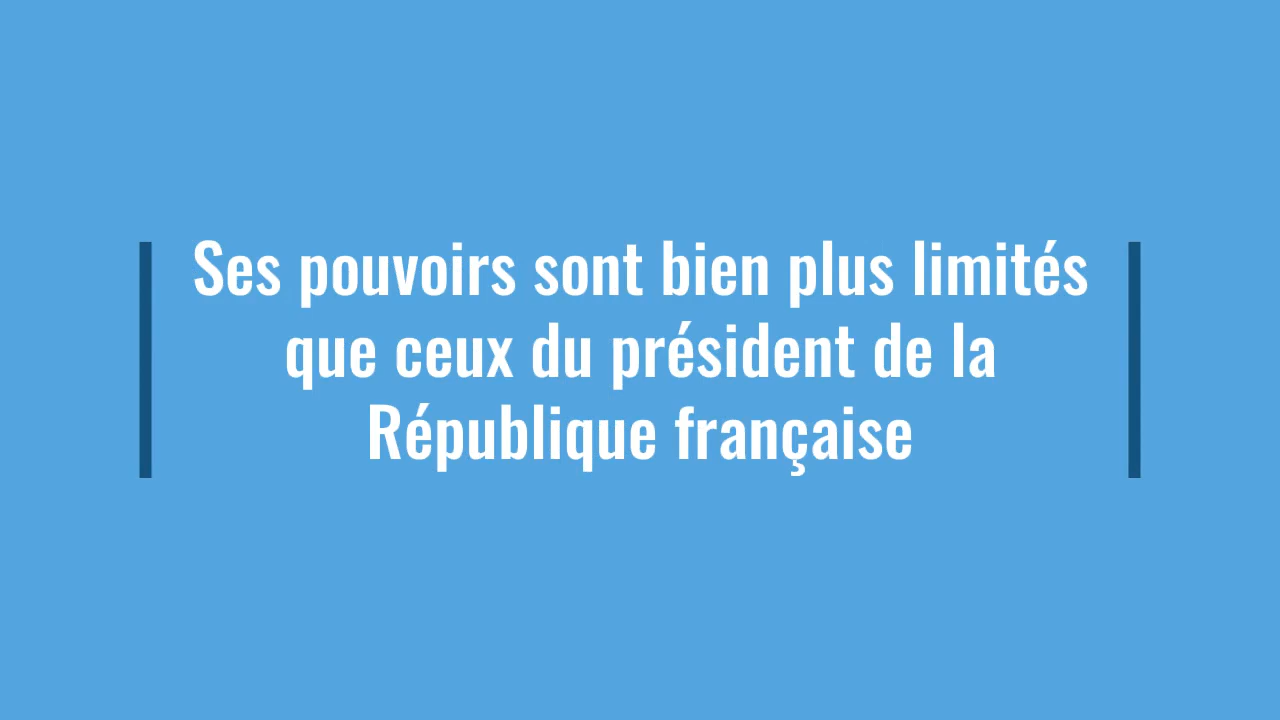 Ses pouvoirs sont bien plus limités
que ceux du président de la
République française